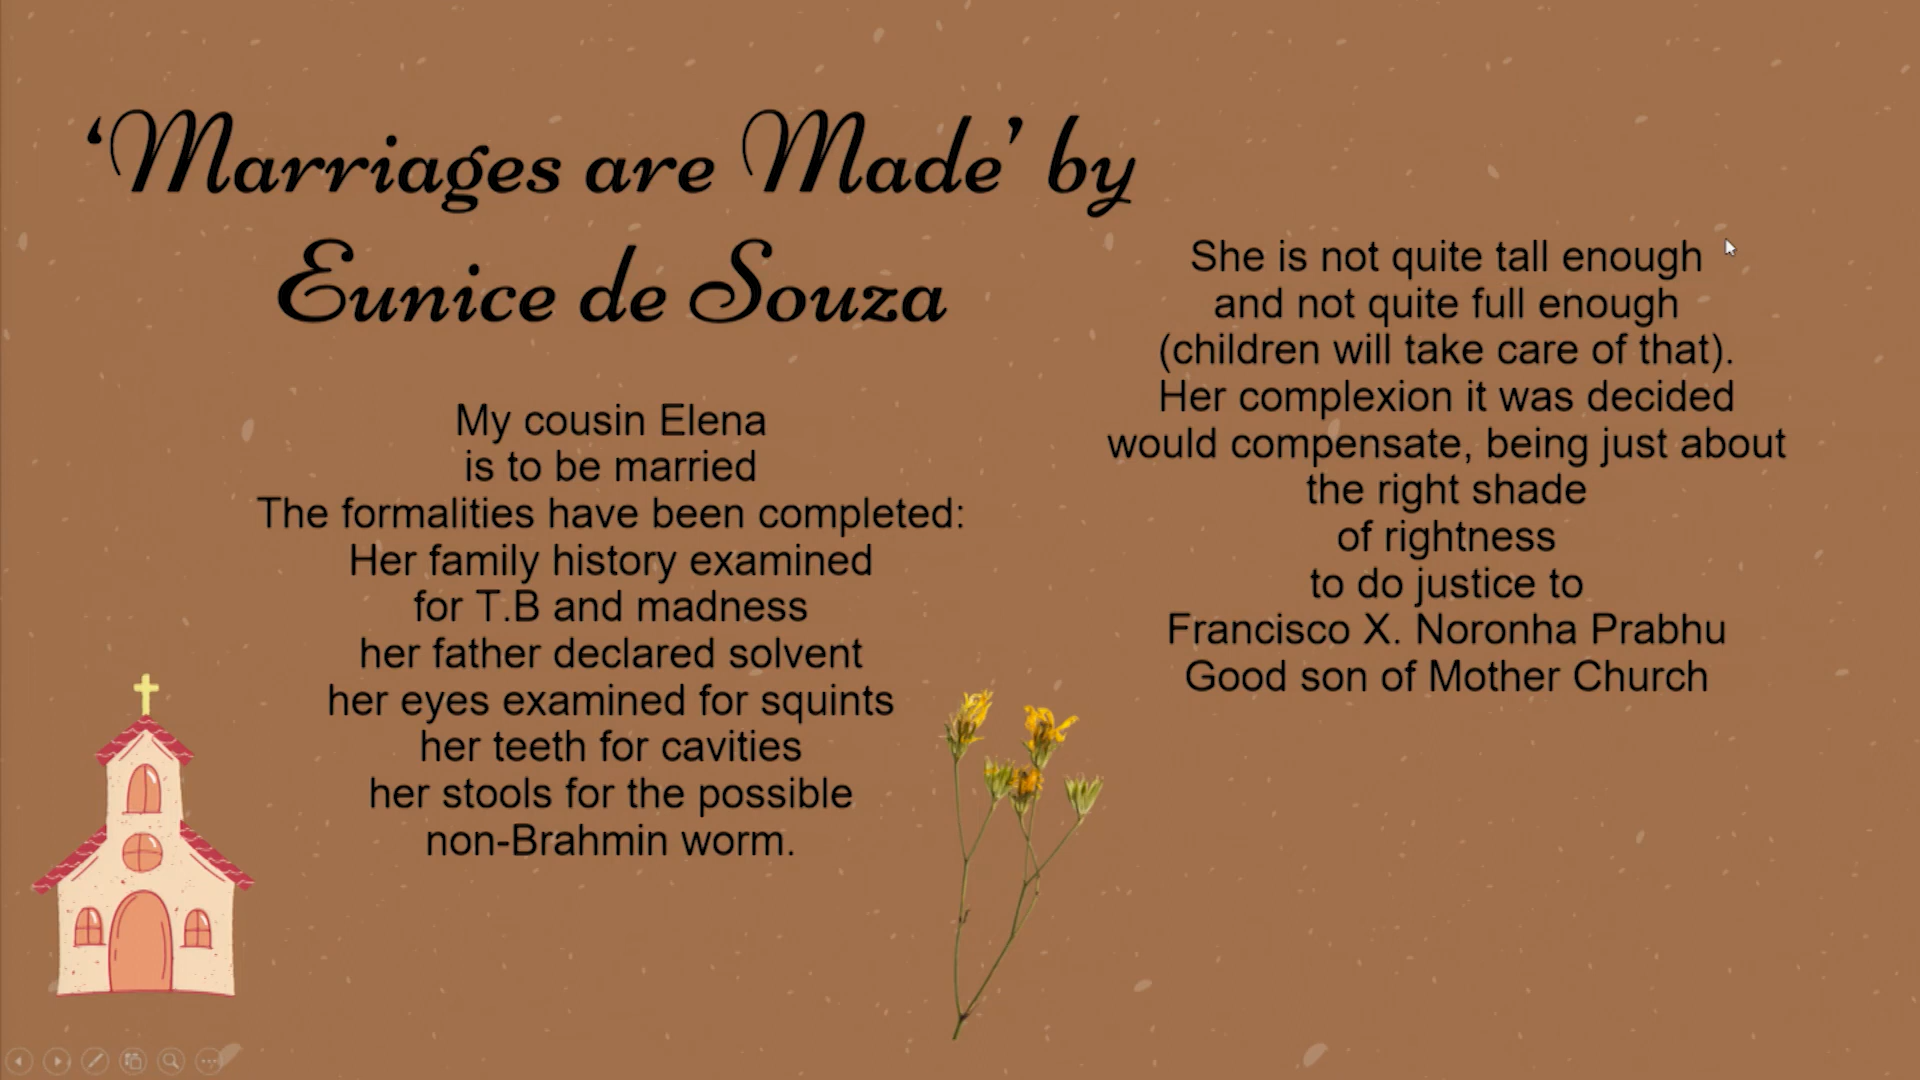 ‘Marriages are Made’ by
Eunice de Souza
My cousin Elena
is to be married
The formalities have been completed:
Her family history examined
for T.B and madness
her father declared solvent
her eyes examined for squints
her teeth for cavities
her stools for the possible
non-Brahmin worm.
She is not quite tall enough
and not quite full enough
(children will take care of that).
Her complexion it was decided
would compensate, being just about
the right shade
of rightness
to do justice to
Francisco X. Noronha Prabhu
Good son of Mother Church